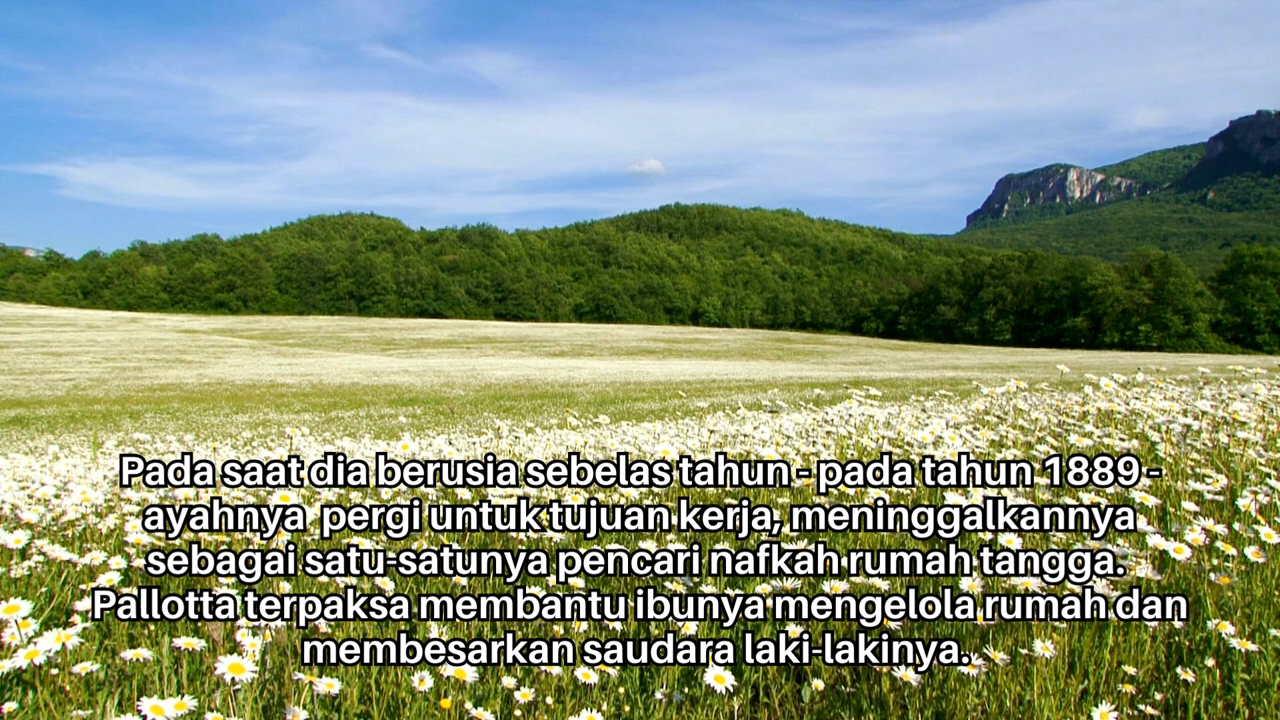 Pada saat dia berusia sebelas tahun - pada tahun 1889 -
ayahnya  pergi untuk tujuan kerja, meninggalkannya
sebagai satu-satunya pencari nafkah rumah tangga.
Pallotta terpaksa membantu ibunya mengelola rumah dan
membesarkan saudara laki-lakinya.